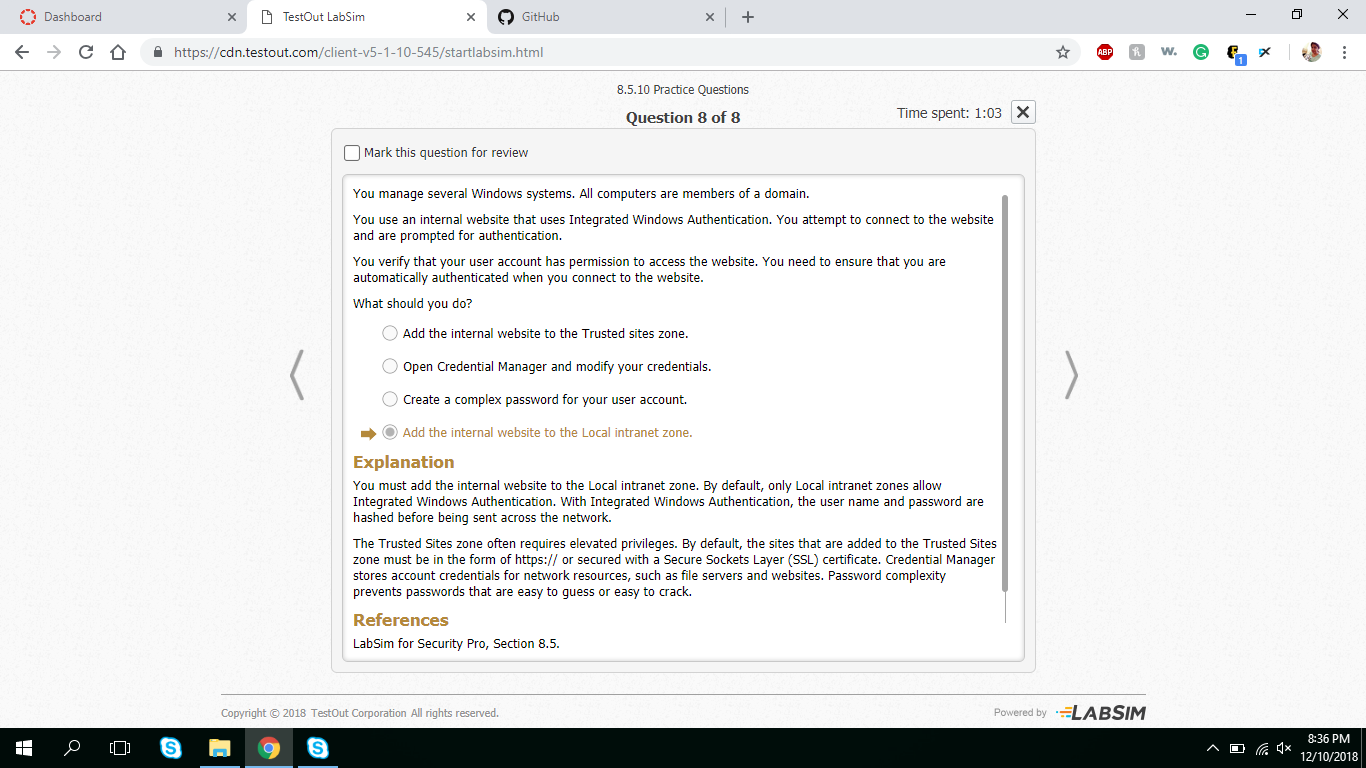 Dashboard
TestOut LabSim
GitHub
https://cdn.testout.com/client-v5-1-10-545/startlabsim.html
ABP
w.
1
8.5.10 Practice Questions
Question 8 of 8
Time spent: 1:03
Mark this question for review
You manage several Windows systems. All computers are members of a domain.
You use an internal website that uses Integrated Windows Authentication. You attempt to connect to the website
and are prompted for authentication.
You verify that your user account has permission to access the website. You need to ensure that you are
automatically authenticated when you connect to the website.
What should you do?
Add the internal website to the Trusted sites zone.
Open Credential Manager and modify your credentials.
Create a complex password for your user account.
Add the internal website to the Local intranet zone.
Explanation
You must add the internal website to the Local intranet zone. By default, only Local intranet zones allow
Integrated Windows Authentication. With Integrated Windows Authentication, the user name and password are
hashed before being sent across the network.
The Trusted Sites zone often requires elevated privileges. By default, the sites that are added to the Trusted Sites
zone must be in the form of https:// or secured with a Secure Sockets Layer (SSL) certificate. Credential Manager
stores account credentials for network resources, such as file servers and websites. Password complexity
prevents passwords that are easy to guess or easy to crack.
References
LabSim for Security Pro, Section 8.5.
Copyright © 2018 TestOut Corporation All rights reserved.
Powered by LABSIM
8:36 PM
12/10/2018